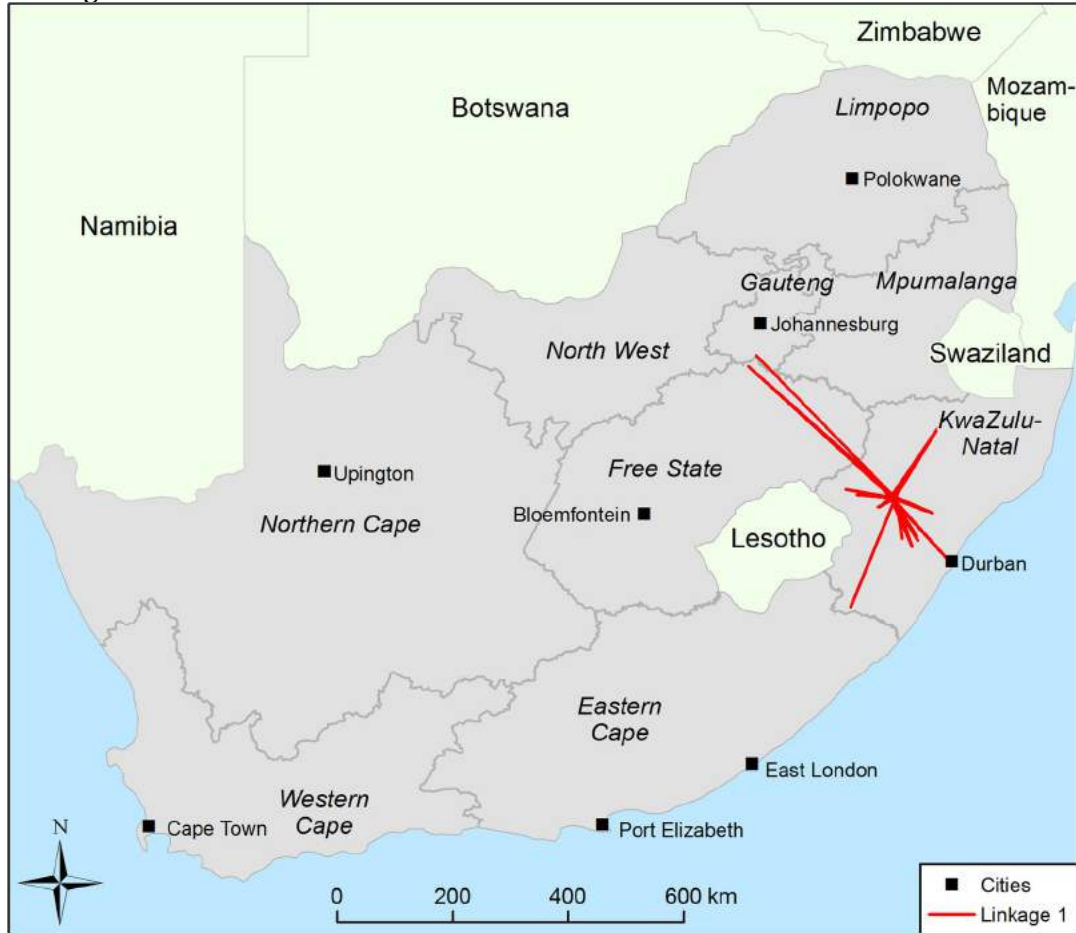 Zimbabwe
Mozam-
bique
Botswana
Limpopo
Polokwane
Namibia
Gauteng
Mpumalanga
Johannesburg
North West
Swaziland
KwaZulu-
Natal
Free State
Upington
Northern Cape
Bloemfontein
Lesotho
Durban
Eastern
Cape
East London
Western
Cape
Cape Town
Port Elizabeth
N
0 200 400 600 km
Cities
Linkage 1